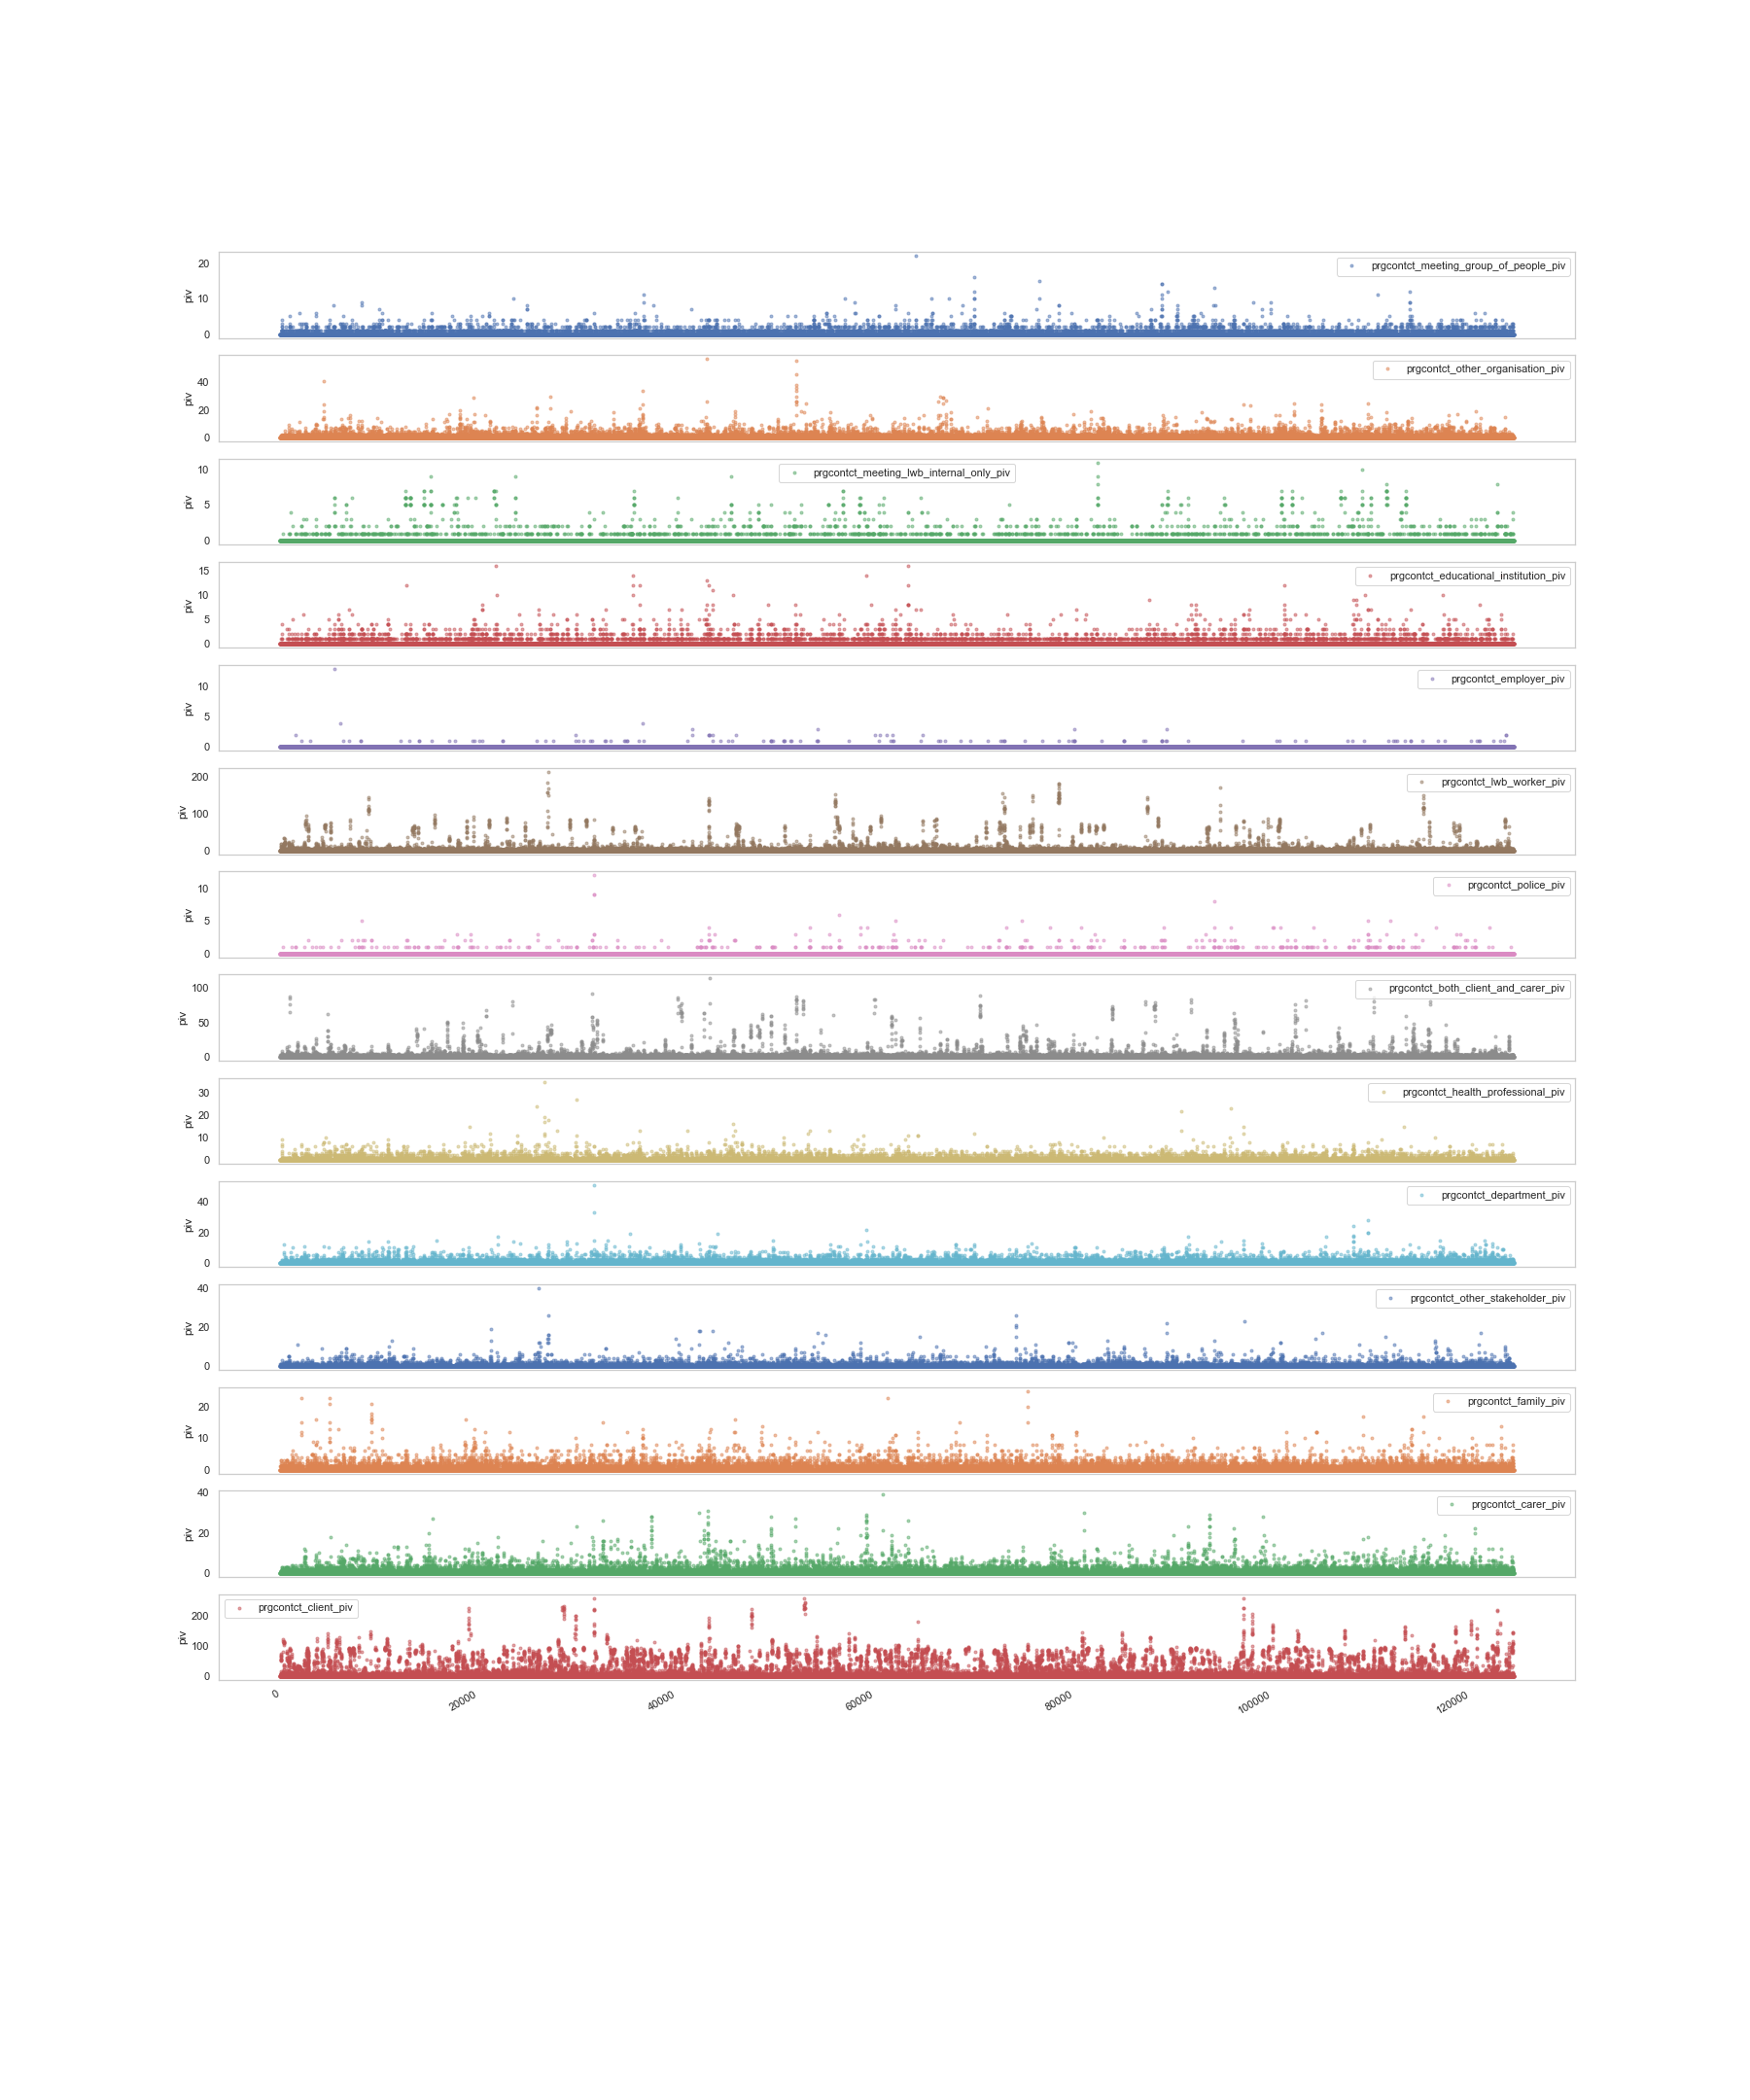 prgcontct_meeting_group_of_people_piv
20
10
0
piv
prgcontct_other_organisation_piv
40
20
0
piv
prgcontct_meeting_lwb_internal_only_piv
10
5
0
piv
prgcontct_educational_institution_piv
15
10
5
0
piv
prgcontct_employer_piv
10
5
0
piv
prgcontct_lwb_worker_piv
200
100
0
piv
prgcontct_police_piv
10
5
0
piv
prgcontct_both_client_and_carer_piv
100
50
0
piv
prgcontct_health_professional_piv
30
20
10
0
piv
prgcontct_department_piv
40
20
0
piv
prgcontct_other_stakeholder_piv
40
20
0
piv
prgcontct_family_piv
20
10
0
piv
prgcontct_carer_piv
40
20
0
piv
prgcontct_client_piv
200
100
0
piv
0 20000 40000 60000 80000 100000 120000